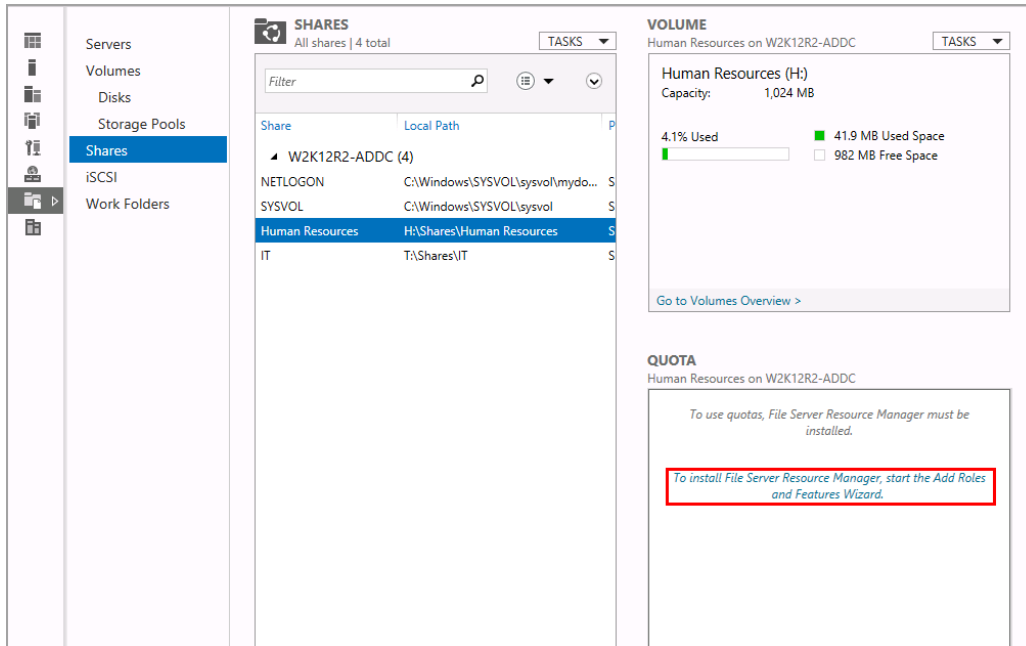 Servers
Volumes
Disks
Storage Pools
Shares
iSCSI
Work Folders
SHARES
All shares | 4 total
TASKS
Filter
Share Local Path P
W2K12R2-ADDC (4)
NETLOGON C:\Windows\SYSVOL\sysvol\mydo... S
SYSVOL C:\Windows\SYSVOL\sysvol S
Human Resources H:\Shares\Human Resources S
IT T:\Shares\IT S
VOLUME
Human Resources on W2K12R2-ADDC
TASKS
Human Resources (H:)
Capacity: 1,024 MB
4.1% Used
41.9 MB Used Space
982 MB Free Space
Go to Volumes Overview >
QUOTA
Human Resources on W2K12R2-ADDC
To use quotas, File Server Resource Manager must be
installed.
To install File Server Resource Manager, start the Add Roles
and Features Wizard.